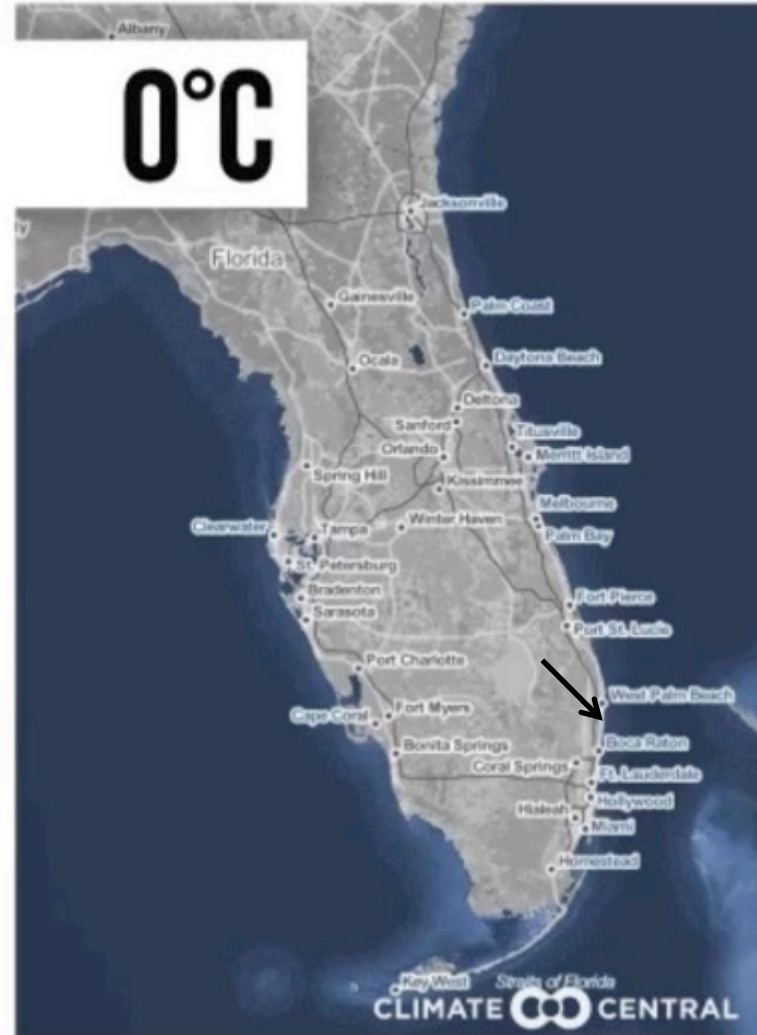 Albany
0°C
Jacksonville
ty
Florida
Gainesville
Palm Coast
Ocala
Daytona Beach
Deltona
Sanford
Titusville
Orlando
Merritt Island
Spring Hill
Kissimmee
Melbourne
Clearwater
Tampa
Winter Haven
Palm Bay
St. Petersburg
Bradenton
Fort Pierce
Sarasota
Port St. Lucie
Port Charlotte
West Palm Beach
Cape Coral
Fort Myers
Boca Raton
Bonita Springs
Coral Springs
Ft. Lauderdale
Hollywood
Hialeah
Miami
Homestead
Key West
Straits of Florida
CLIMATE CENTRAL